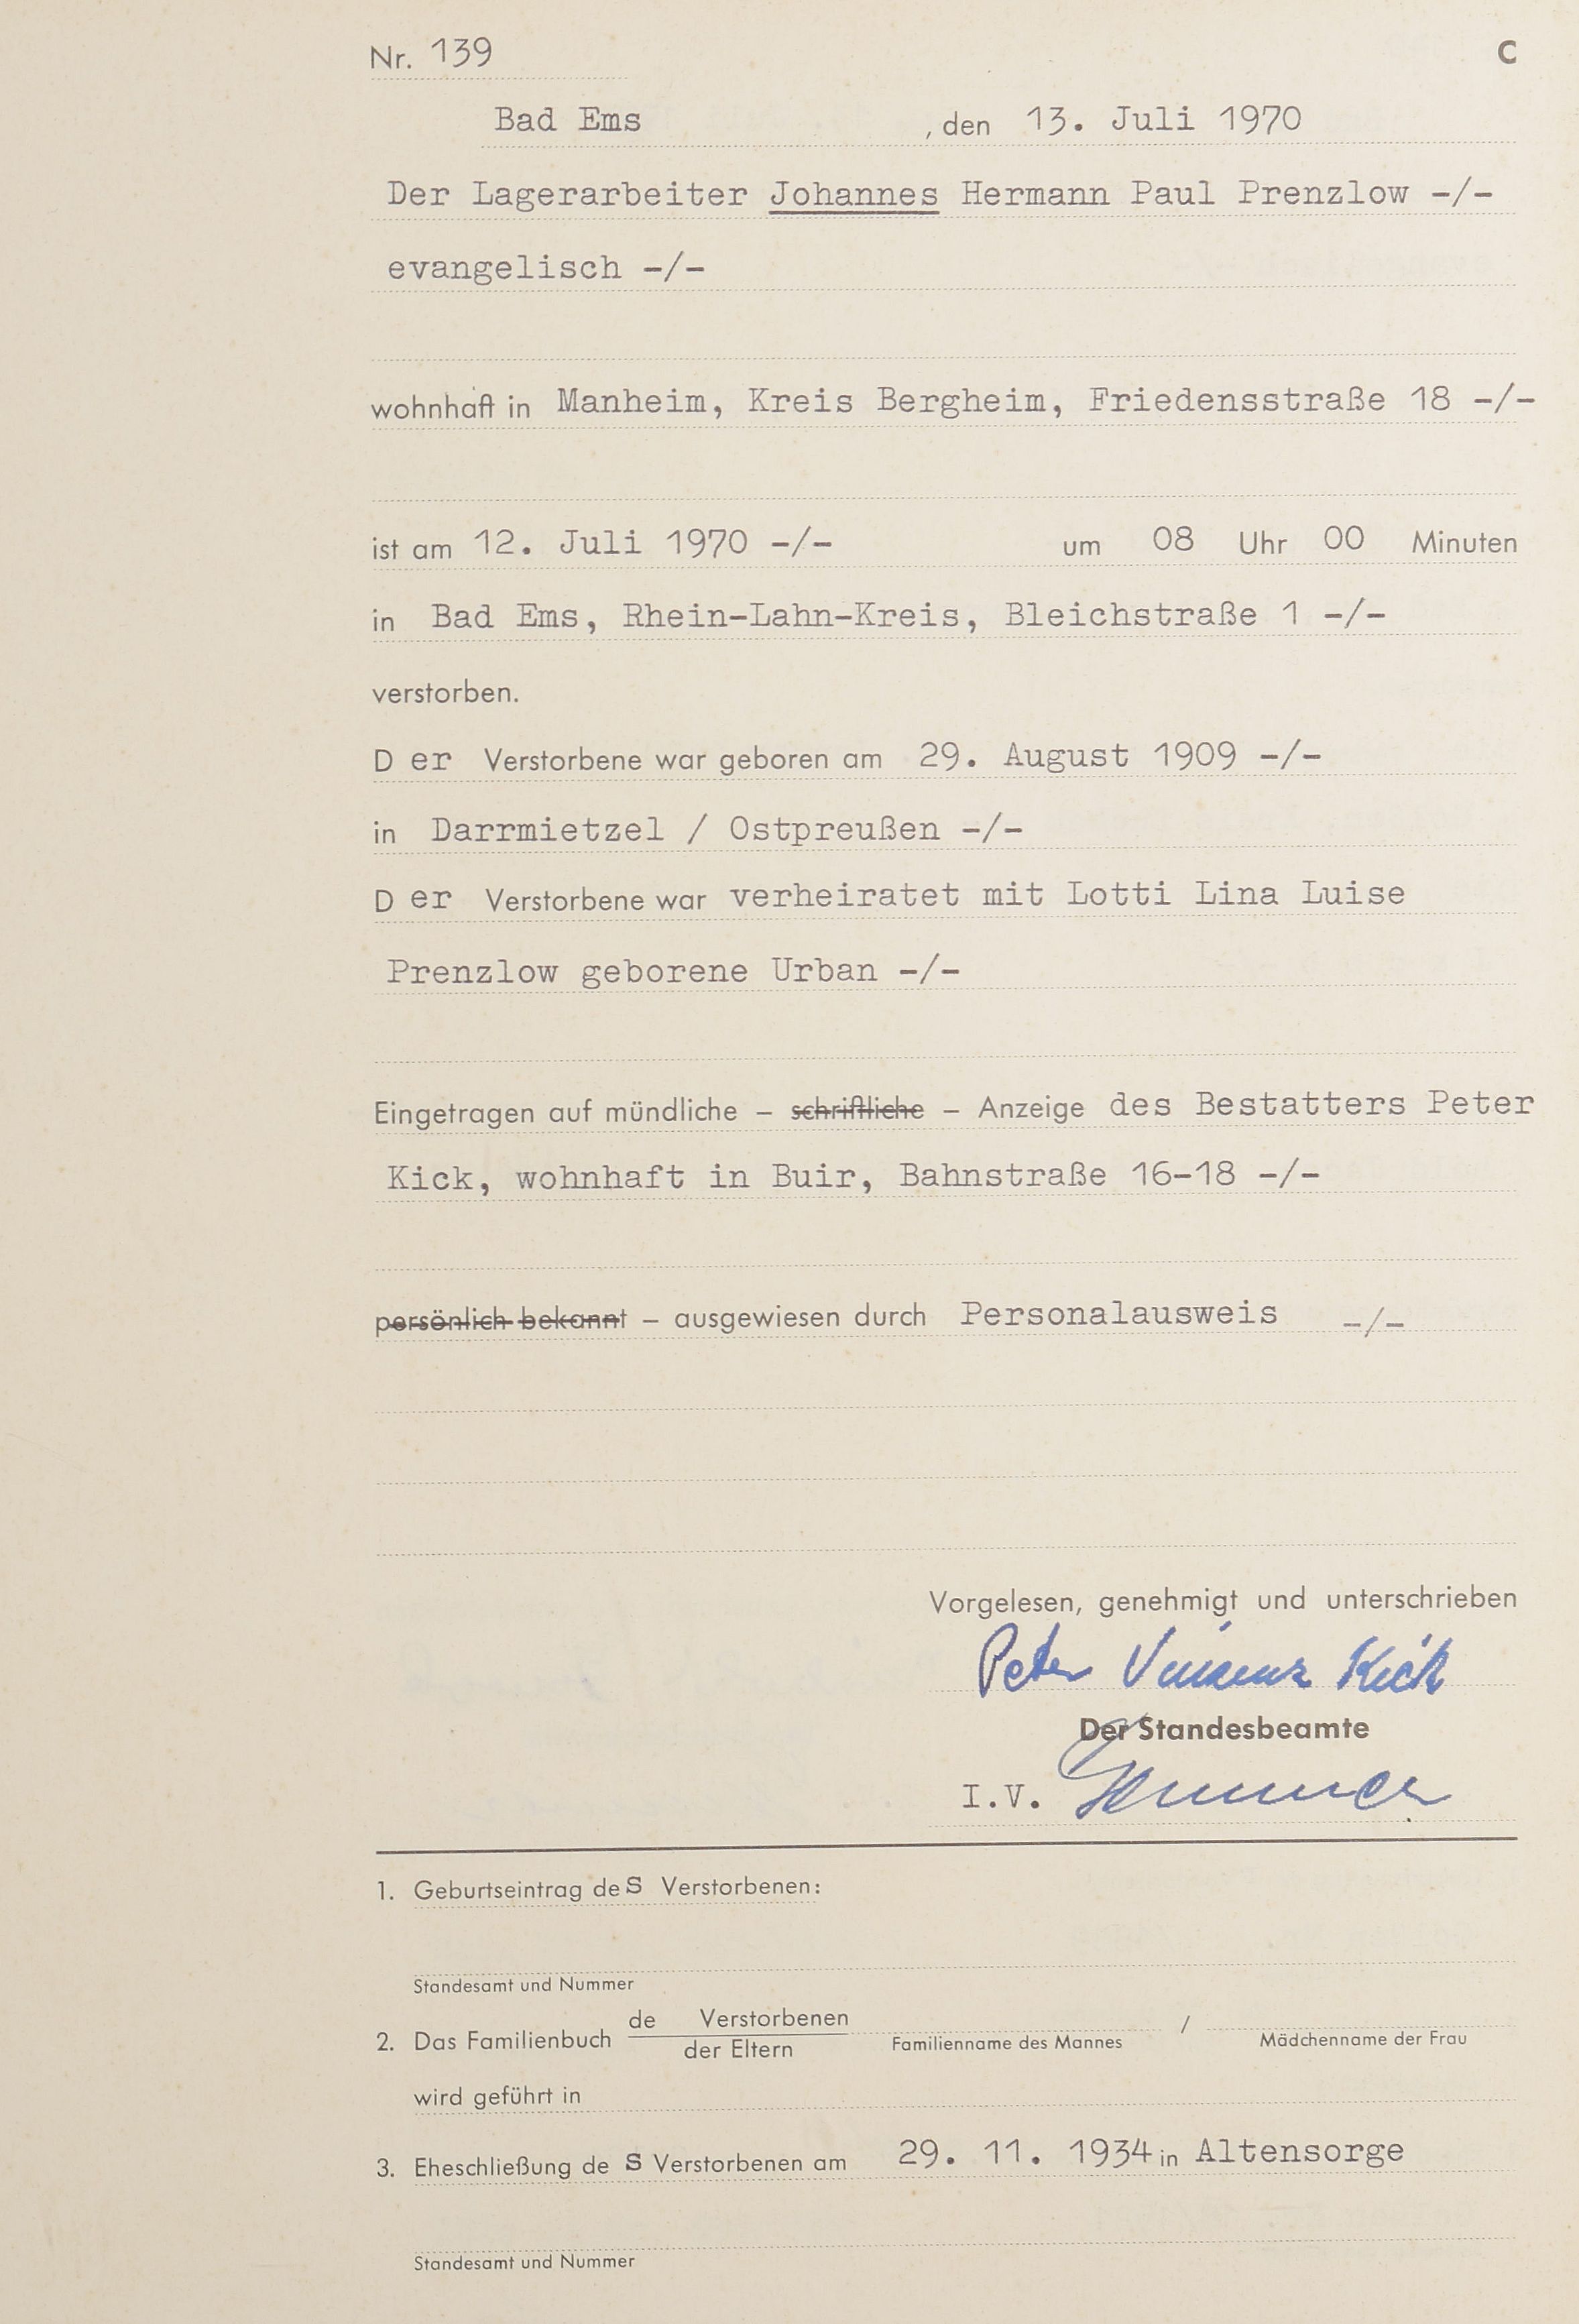 Nr. 139 C
Bad Ems , den 13. Juli 1970
Der Lagerarbeiter Johannes Hermann Paul Prenzlow -/-
evangelisch -/-
wohnhaft in Manheim, Kreis Bergheim, Friedensstraße 18 -/-
ist am 12. Juli 1970 -/- um 08 Uhr 00 Minuten
in Bad Ems, Rhein-Lahn-Kreis, Bleichstraße 1 -/-
verstorben.
D er Verstorbene war geboren am 29. August 1909 -/-
in Darrmietzel / Ostpreußen -/-
D er Verstorbene war verheiratet mit Lotti Lina Luise
Prenzlow geborene Urban -/-
Eingetragen auf mündliche – schriftliche – Anzeige des Bestatters Peter
Kick, wohnhaft in Buir, Bahnstraße 16-18 -/-
persönlich bekannt – ausgewiesen durch Personalausweis -/-
Vorgelesen, genehmigt und unterschrieben
Peter Vinzenz Kick
Der Standesbeamte
I.V.
1. Geburtseintrag des Verstorbenen:
Standesamt und Nummer
2. Das Familienbuch de Verstorbenen / der Eltern Familienname des Mannes / Mädchenname der Frau
wird geführt in
3. Eheschließung des Verstorbenen am 29. 11. 1934 in Altensorge
Standesamt und Nummer